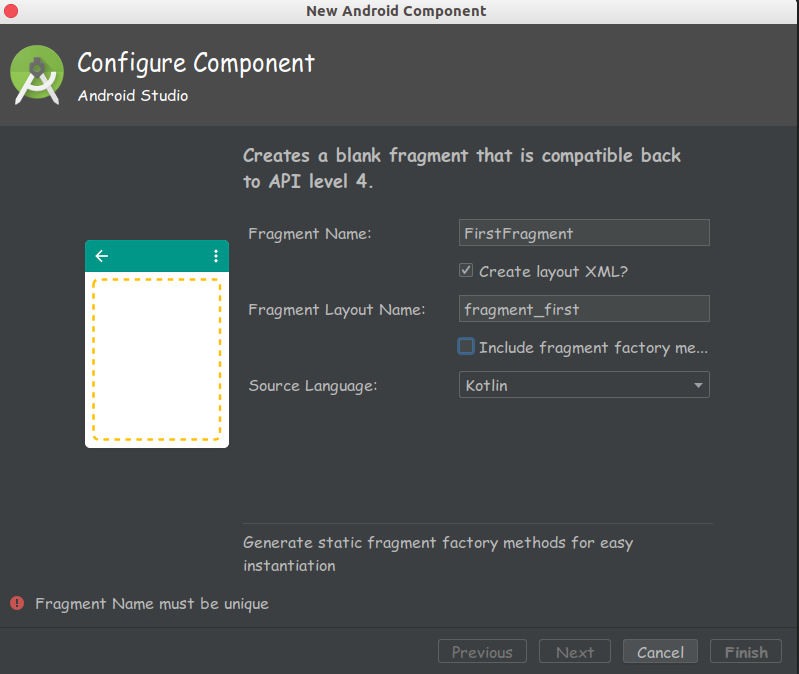 New Android Component
Configure Component
Android Studio
Creates a blank fragment that is compatible back
to API level 4.
Fragment Name:
FirstFragment
Create layout XML?
Fragment Layout Name:
fragment_first
Include fragment factory me...
Source Language:
Kotlin
Generate static fragment factory methods for easy
instantiation
Fragment Name must be unique
Previous
Next
Cancel
Finish